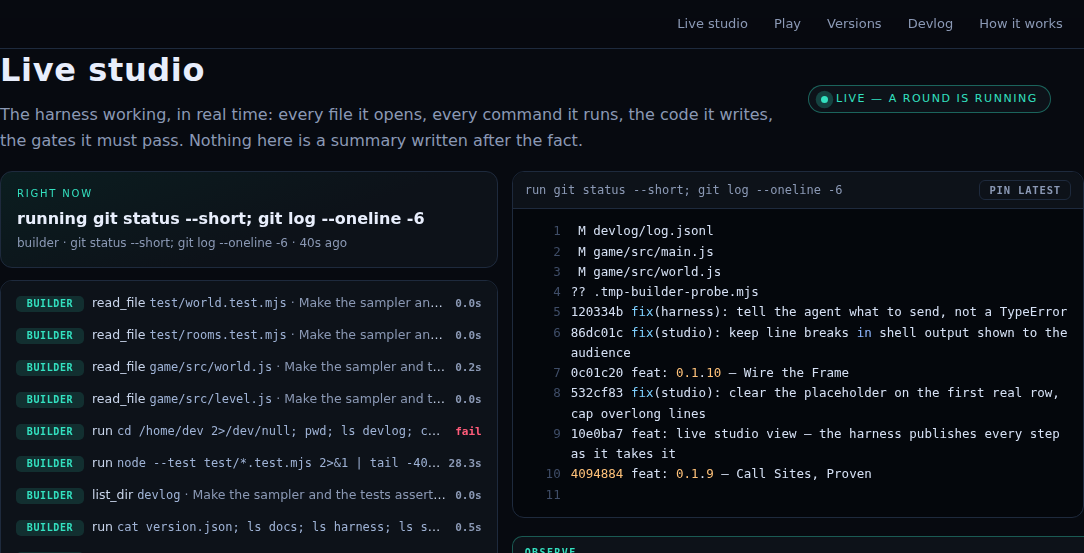 Live studio Play Versions Devlog How it works
Live studio
LIVE — A ROUND IS RUNNING
The harness working, in real time: every file it opens, every command it runs, the code it writes,
the gates it must pass. Nothing here is a summary written after the fact.
RIGHT NOW
running git status --short; git log --oneline -6
builder · git status --short; git log --oneline -6 · 40s ago
BUILDER read_file test/world.test.mjs · Make the sampler an... 0.0s
BUILDER read_file test/rooms.test.mjs · Make the sampler an... 0.0s
BUILDER read_file game/src/world.js · Make the sampler and t... 0.2s
BUILDER read_file game/src/level.js · Make the sampler and t... 0.0s
BUILDER run cd /home/dev 2>/dev/null; pwd; ls devlog; c... fail
BUILDER run node --test test/*.test.mjs 2>&1 | tail -40... 28.3s
BUILDER list_dir devlog · Make the sampler and the tests assert... 0.0s
BUILDER run cat version.json; ls docs; ls harness; ls s... 0.5s
run git status --short; git log --oneline -6 PIN LATEST
1 M devlog/log.jsonl
2 M game/src/main.js
3 M game/src/world.js
4 ?? .tmp-builder-probe.mjs
5 120334b fix(harness): tell the agent what to send, not a TypeError
6 86dc01c fix(studio): keep line breaks in shell output shown to the
audience
7 0c01c20 feat: 0.1.10 — Wire the Frame
8 532cf83 fix(studio): clear the placeholder on the first real row,
cap overlong lines
9 10e0ba7 feat: live studio view — the harness publishes every step
as it takes it
10 4094884 feat: 0.1.9 — Call Sites, Proven
11
OBSERVE